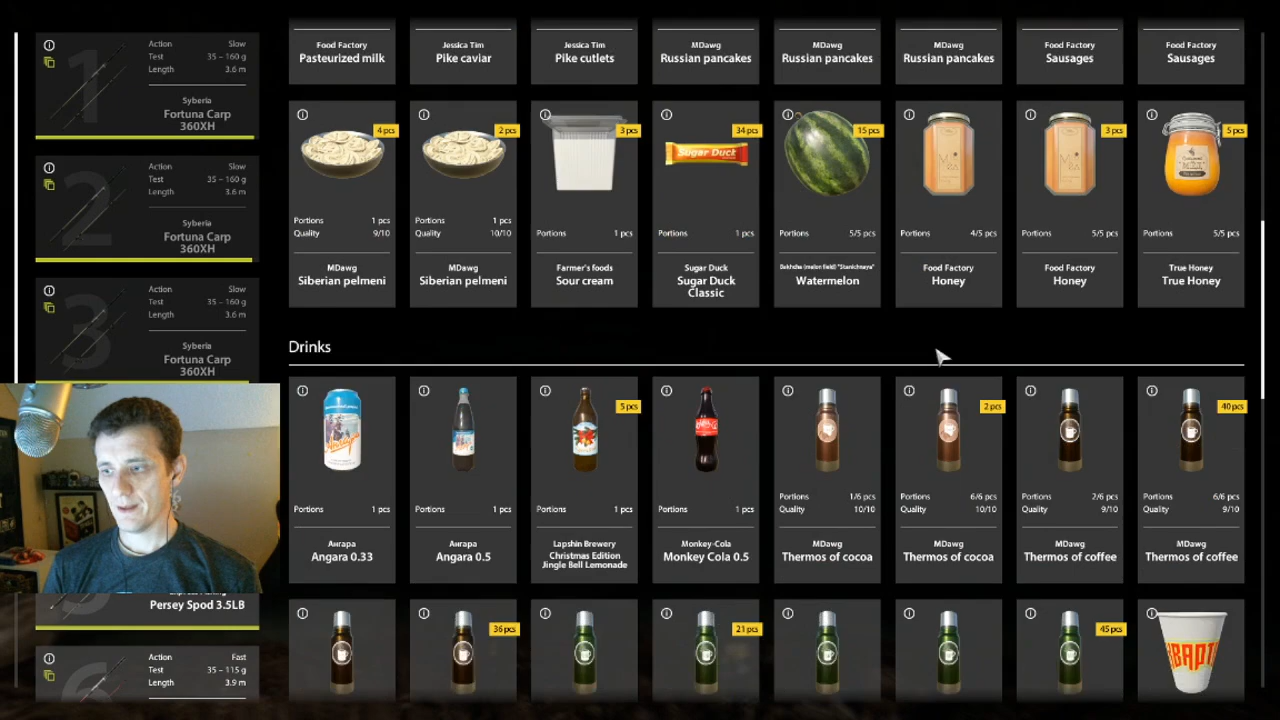 1
Action Slow
Test 35 – 160 g
Length 3.6 m
Syberia
Fortuna Carp
360XH
2
Action Slow
Test 35 – 160 g
Length 3.6 m
Syberia
Fortuna Carp
360XH
3
Action Slow
Test 35 – 160 g
Length 3.6 m
Syberia
Fortuna Carp
360XH
Persey Spod 3.5LB
6
Action Fast
Test 35 – 115 g
Length 3.9 m
Food Factory
Pasteurized milk
Jessica Tim
Pike caviar
Jessica Tim
Pike cutlets
MDawg
Russian pancakes
MDawg
Russian pancakes
MDawg
Russian pancakes
Food Factory
Sausages
Food Factory
Sausages
4 pcs
Portions 1 pcs
Quality 9/10
MDawg
Siberian pelmeni
2 pcs
Portions 1 pcs
Quality 10/10
MDawg
Siberian pelmeni
3 pcs
Portions 1 pcs
Farmer's foods
Sour cream
34 pcs
Sugar Duck
Portions 1 pcs
Sugar Duck
Sugar Duck
Classic
15 pcs
Portions 5/5 pcs
Bakhcha (melon field) "Stanichnaya"
Watermelon
Portions 4/5 pcs
Food Factory
Honey
3 pcs
Portions 5/5 pcs
Food Factory
Honey
5 pcs
Portions 5/5 pcs
True Honey
True Honey
Drinks
Ангара
Portions 1 pcs
Ангара
Angara 0.33
Portions 1 pcs
Ангара
Angara 0.5
5 pcs
Portions 1 pcs
Lapshin Brewery
Christmas Edition
Jingle Bell Lemonade
Portions 1 pcs
Monkey-Cola
Monkey Cola 0.5
Portions 1/6 pcs
Quality 10/10
MDawg
Thermos of cocoa
2 pcs
Portions 6/6 pcs
Quality 10/10
MDawg
Thermos of cocoa
Portions 2/6 pcs
Quality 9/10
MDawg
Thermos of coffee
40 pcs
Portions 6/6 pcs
Quality 9/10
MDawg
Thermos of coffee
36 pcs
21 pcs
45 pcs